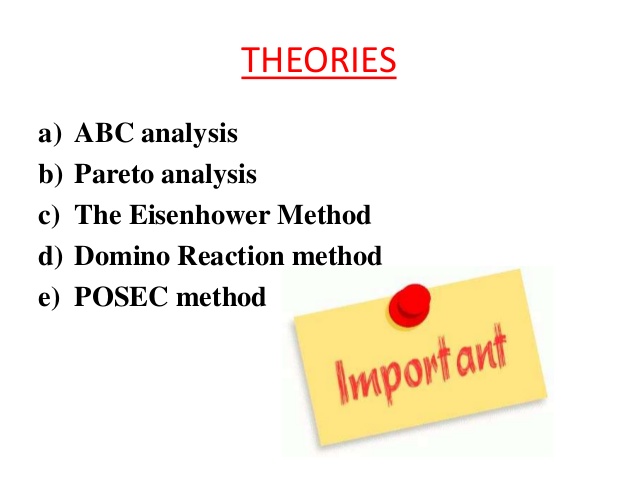 THEORIES
a) ABC analysis
b) Pareto analysis
c) The Eisenhower Method
d) Domino Reaction method
e) POSEC method
Important